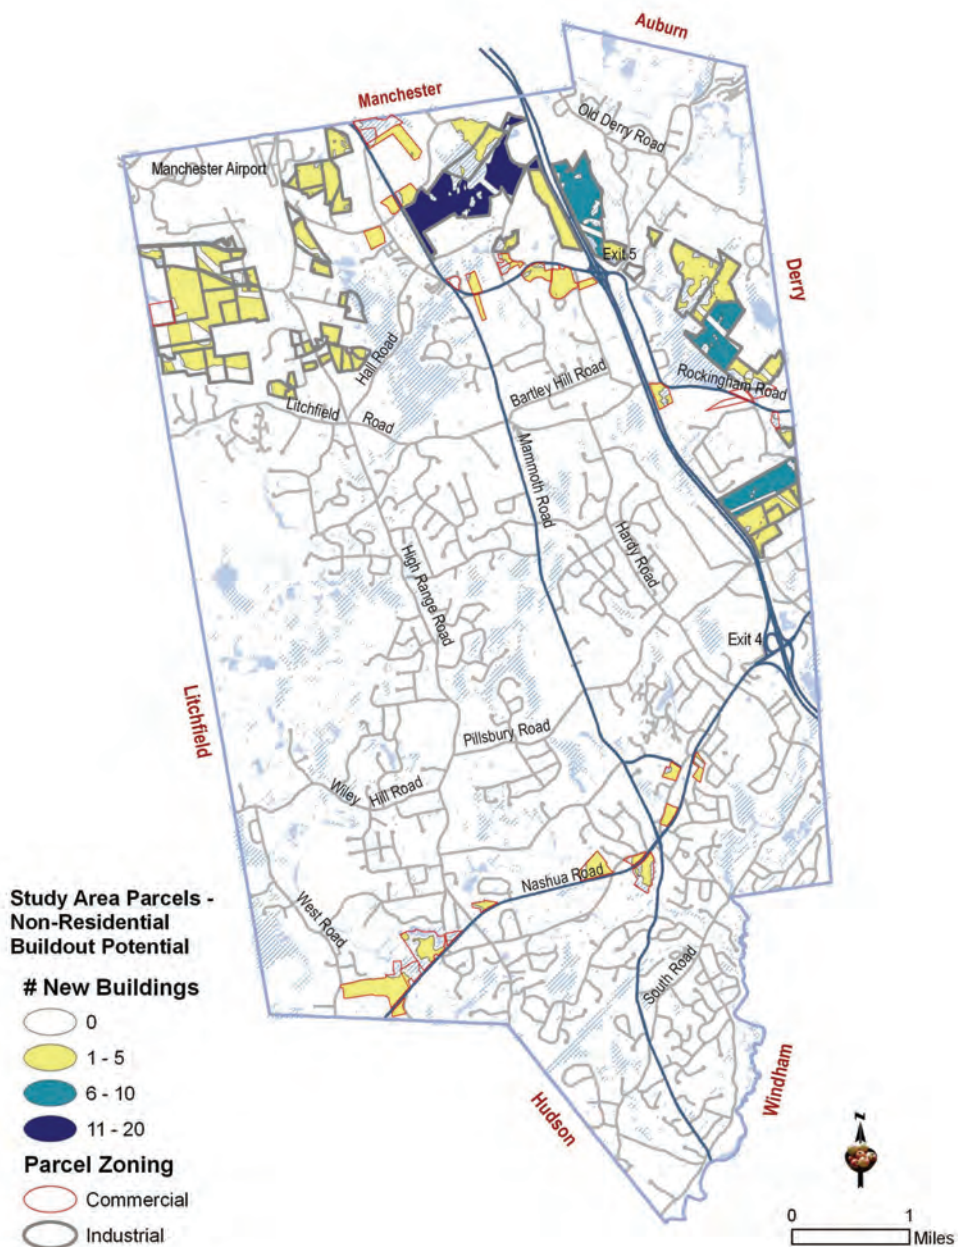 Auburn
Manchester
Old Derry Road
Manchester Airport
Exit 5
Derry
Hall Road
Rockingham Road
Bartley Hill Road
Litchfield Road
Mammoth Road
Hardy Road
High Range Road
Exit 4
Litchfield
Pillsbury Road
Wiley Hill Road
Nashua Road
West Road
South Road
Windham
Hudson
Study Area Parcels -
Non-Residential
Buildout Potential
# New Buildings
0
1 - 5
6 - 10
11 - 20
Parcel Zoning
Commercial
Industrial
N
0 1
Miles